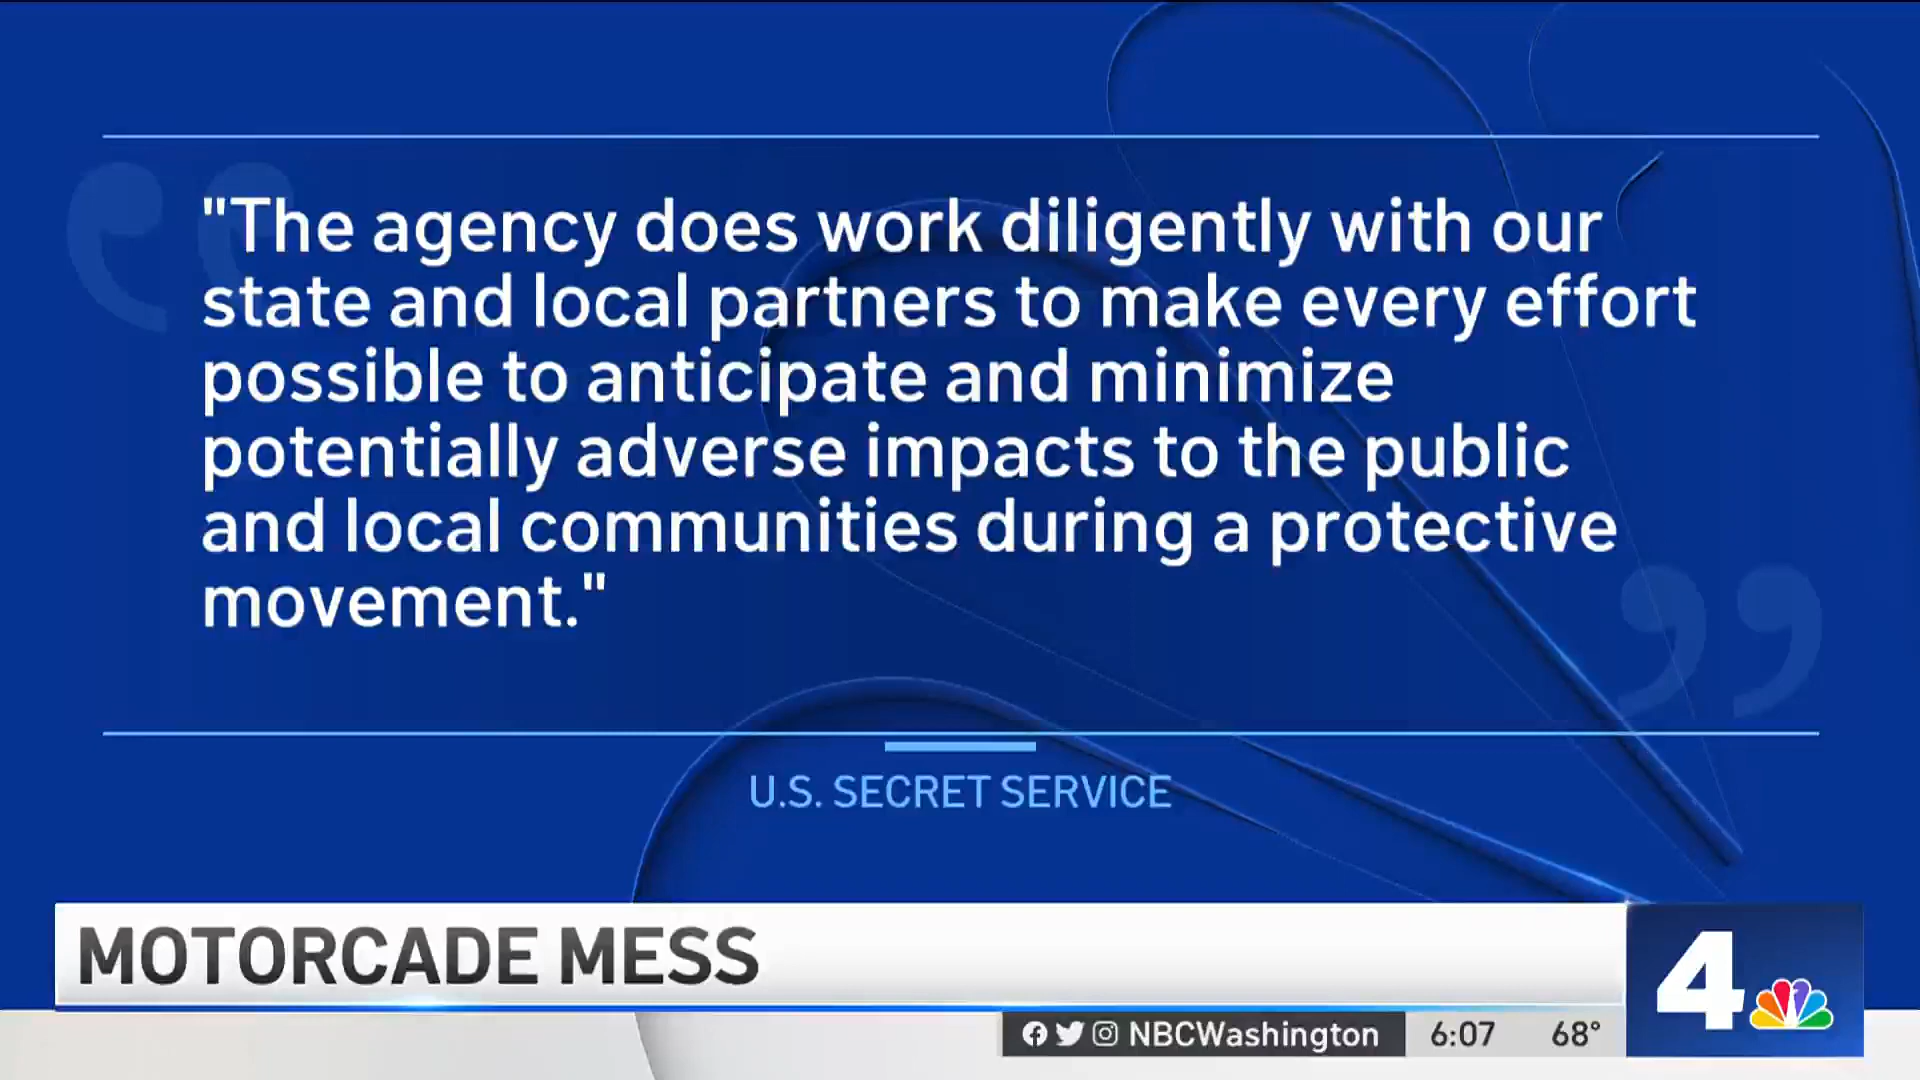 "The agency does work diligently with our
state and local partners to make every effort
possible to anticipate and minimize
potentially adverse impacts to the public
and local communities during a protective
movement."
U.S. SECRET SERVICE
MOTORCADE MESS
4
NBCWashington 6:07 68°